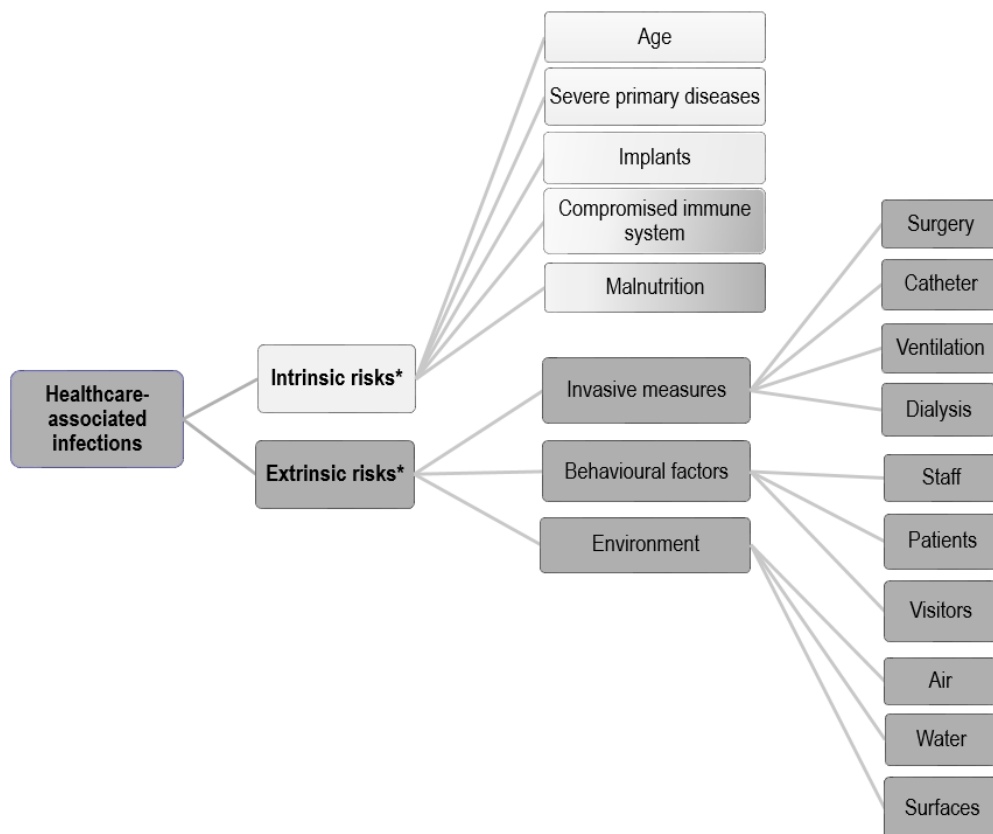 Age
Severe primary diseases
Implants
Compromised immune
system
Malnutrition
Surgery
Catheter
Ventilation
Dialysis
Healthcare-
associated
infections
Intrinsic risks*
Extrinsic risks*
Invasive measures
Behavioural factors
Environment
Staff
Patients
Visitors
Air
Water
Surfaces